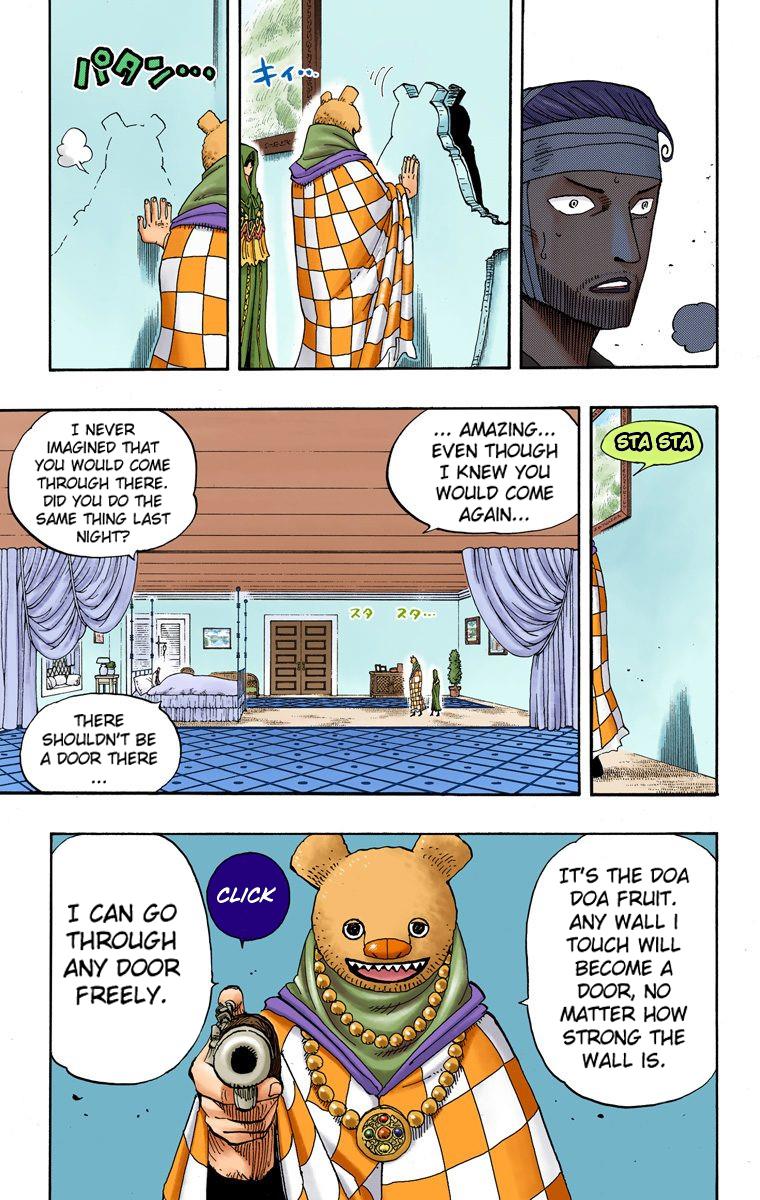 キィ‥
パタン・・・
STA STA
... AMAZING...
EVEN THOUGH
I KNEW YOU
WOULD COME
AGAIN...
I NEVER
IMAGINED THAT
YOU WOULD COME
THROUGH THERE.
DID YOU DO THE
SAME THING LAST
NIGHT?
スタ スタ‥
THERE
SHOULDN'T BE
A DOOR THERE
...
IT'S THE DOA
DOA FRUIT.
ANY WALL I
TOUCH WILL
BECOME A
DOOR, NO
MATTER HOW
STRONG THE
WALL IS.
CLICK
I CAN GO
THROUGH
ANY DOOR
FREELY.